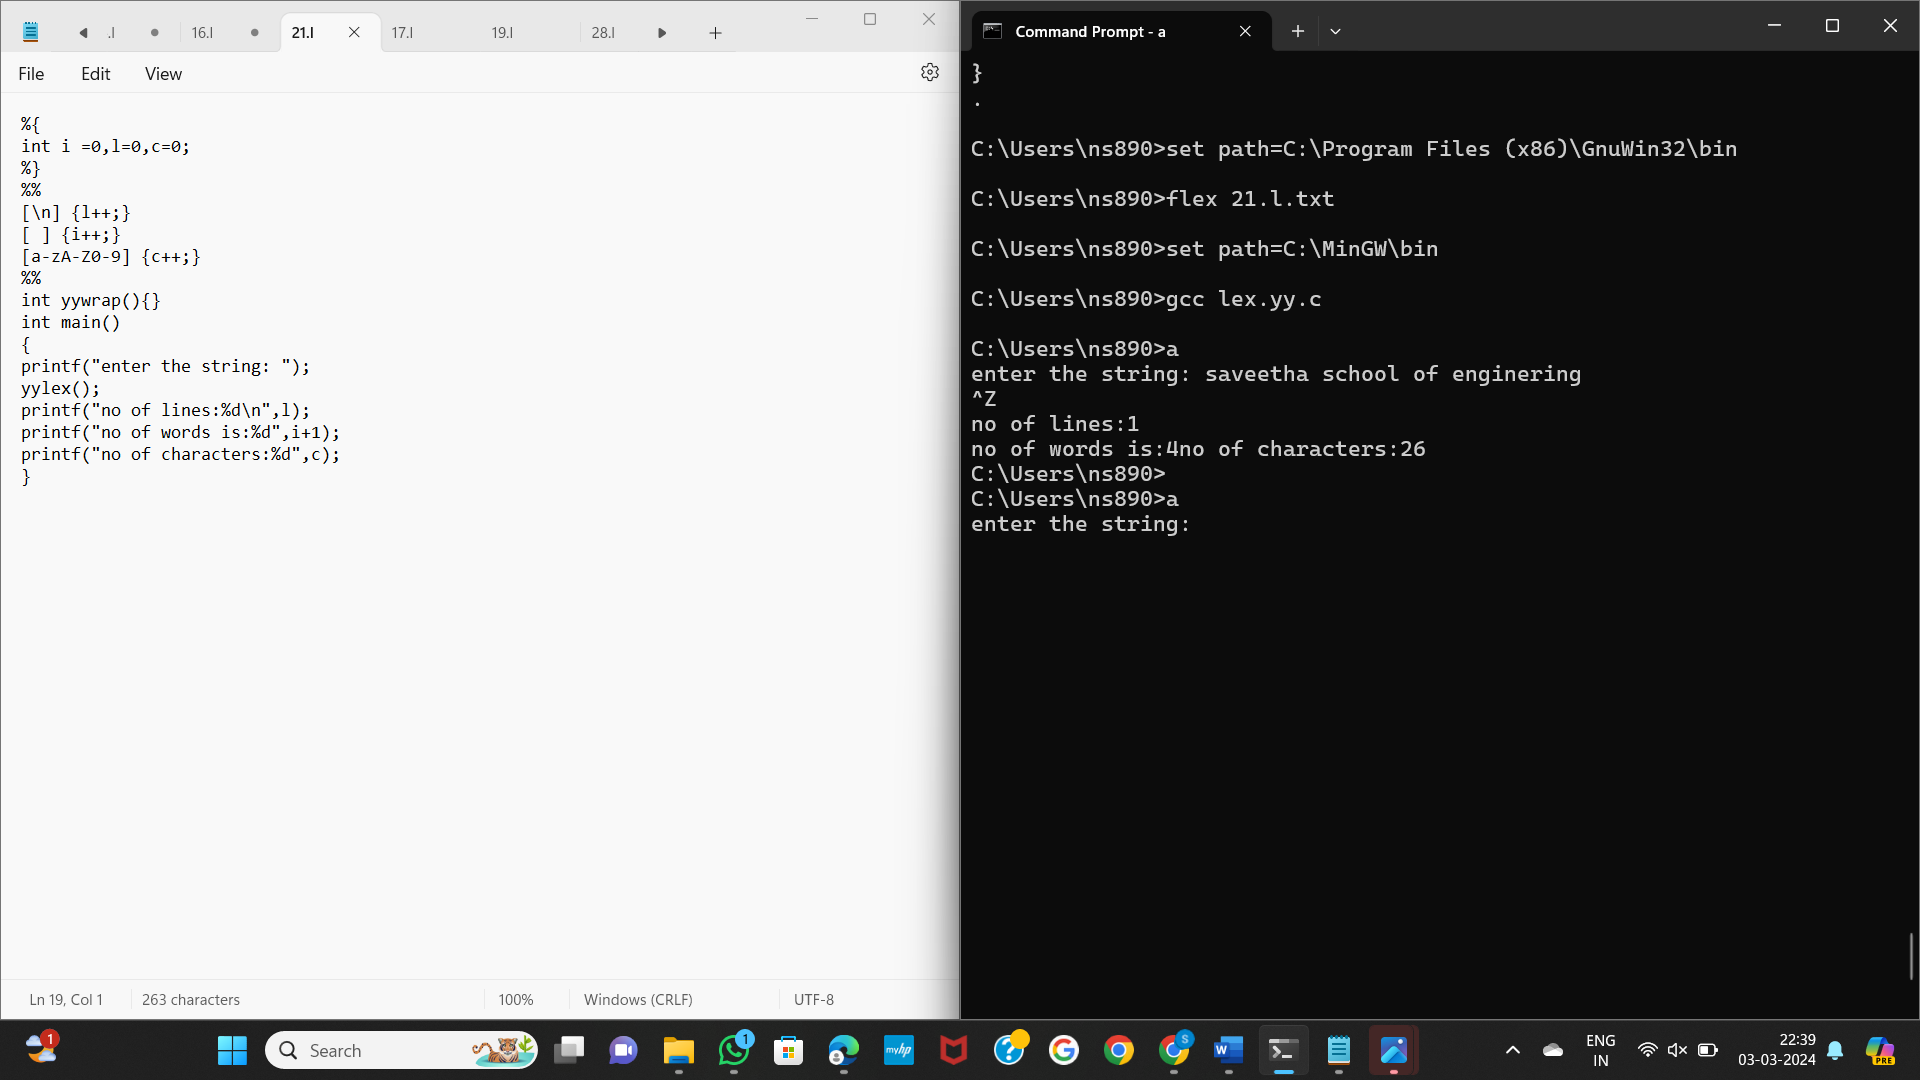 .l
16.l
21.l
17.l
19.l
28.l
File
Edit
View
%{
int i =0,l=0,c=0;
%}
%%
[\n] {l++;}
[ ] {i++;}
[a-zA-Z0-9] {c++;}
%%
int yywrap(){}
int main()
{
printf("enter the string: ");
yylex();
printf("no of lines:%d\n",l);
printf("no of words is:%d",i+1);
printf("no of characters:%d",c);
}
Ln 19, Col 1
263 characters
100%
Windows (CRLF)
UTF-8
Command Prompt - a
}
.
C:\Users\ns890>set path=C:\Program Files (x86)\GnuWin32\bin
C:\Users\ns890>flex 21.l.txt
C:\Users\ns890>set path=C:\MinGW\bin
C:\Users\ns890>gcc lex.yy.c
C:\Users\ns890>a
enter the string: saveetha school of enginering
^Z
no of lines:1
no of words is:4no of characters:26
C:\Users\ns890>
C:\Users\ns890>a
enter the string:
1
Search
1
myhp
S
W
ENG
IN
22:39
03-03-2024
PRE